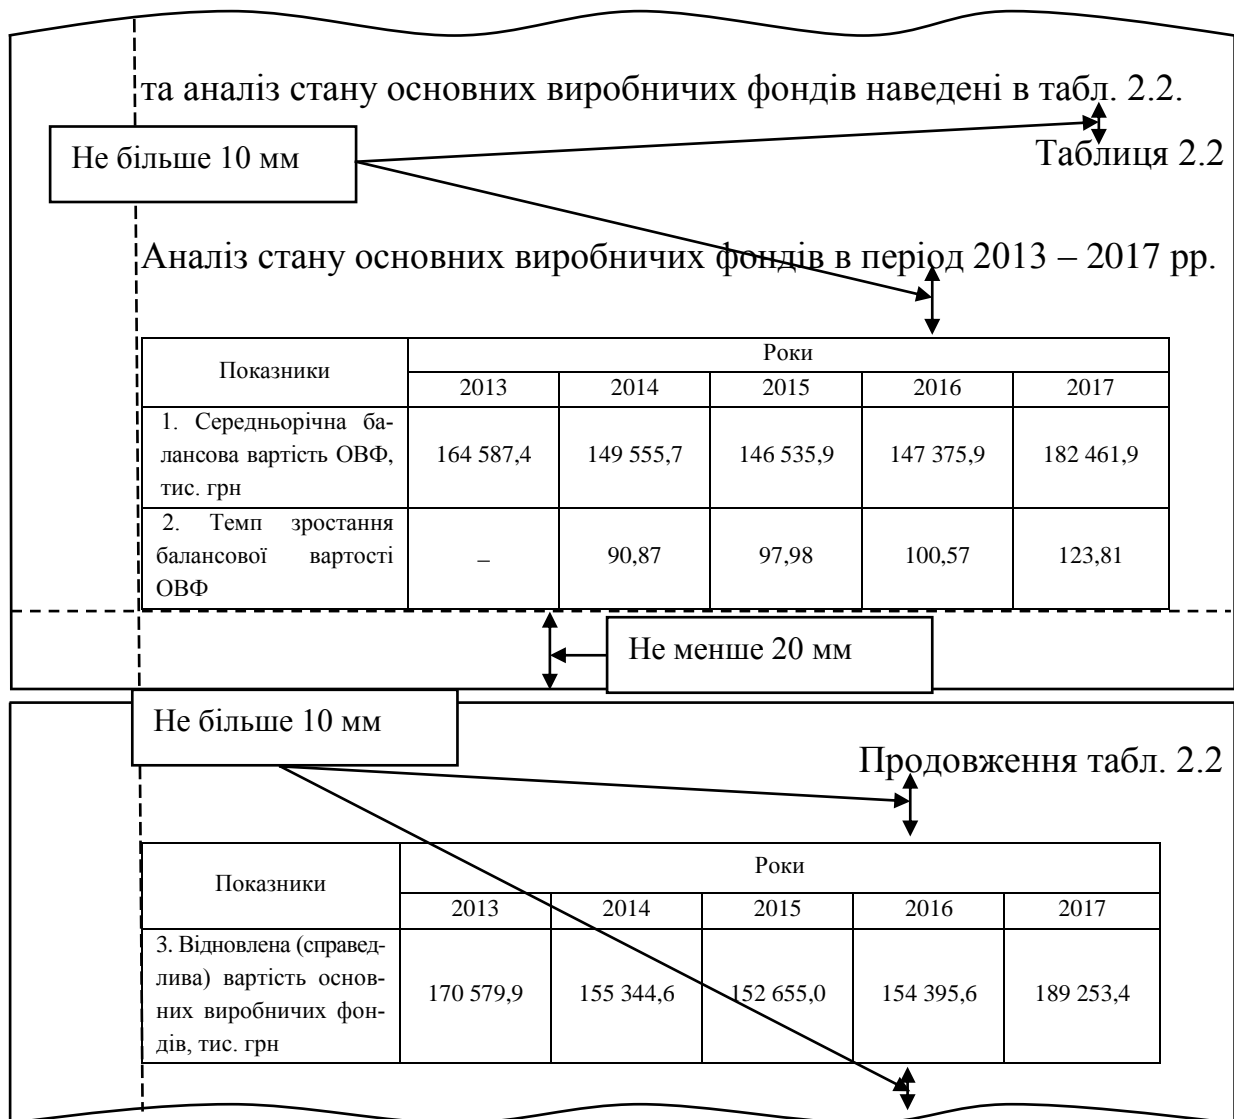 та аналіз стану основних виробничих фондів наведені в табл. 2.2.
Не більше 10 мм
Таблиця 2.2
Аналіз стану основних виробничих фондів в період 2013 – 2017 рр.
Показники
Роки
2013 2014 2015 2016 2017
1. Середньорічна ба-
лансова вартість ОВФ,
тис. грн
164 587,4 149 555,7 146 535,9 147 375,9 182 461,9
2. Темп зростання
балансової вартості
ОВФ
– 90,87 97,98 100,57 123,81
Не менше 20 мм
Не більше 10 мм
Продовження табл. 2.2
Показники
Роки
2013 2014 2015 2016 2017
3. Відновлена (справед-
лива) вартість основ-
них виробничих фон-
дів, тис. грн
170 579,9 155 344,6 152 655,0 154 395,6 189 253,4